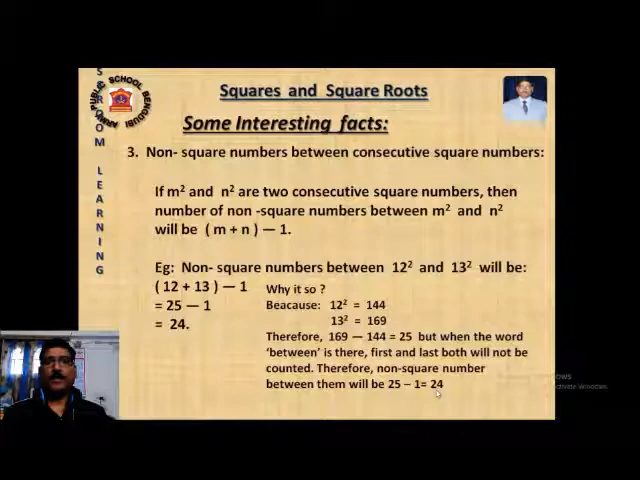 ARMY PUBLIC SCHOOL BENGDUBI
S
ROOM
LEARNING
Squares and Square Roots
Some Interesting facts:
3. Non- square numbers between consecutive square numbers:
If m² and n² are two consecutive square numbers, then
number of non -square numbers between m² and n²
will be ( m + n ) — 1.
Eg: Non- square numbers between 12² and 13² will be:
( 12 + 13 ) — 1
= 25 — 1
= 24.
Why it so ?
Beacause: 12² = 144
13² = 169
Therefore, 169 — 144 = 25 but when the word
‘between’ is there, first and last both will not be
counted. Therefore, non-square number
between them will be 25 – 1= 24